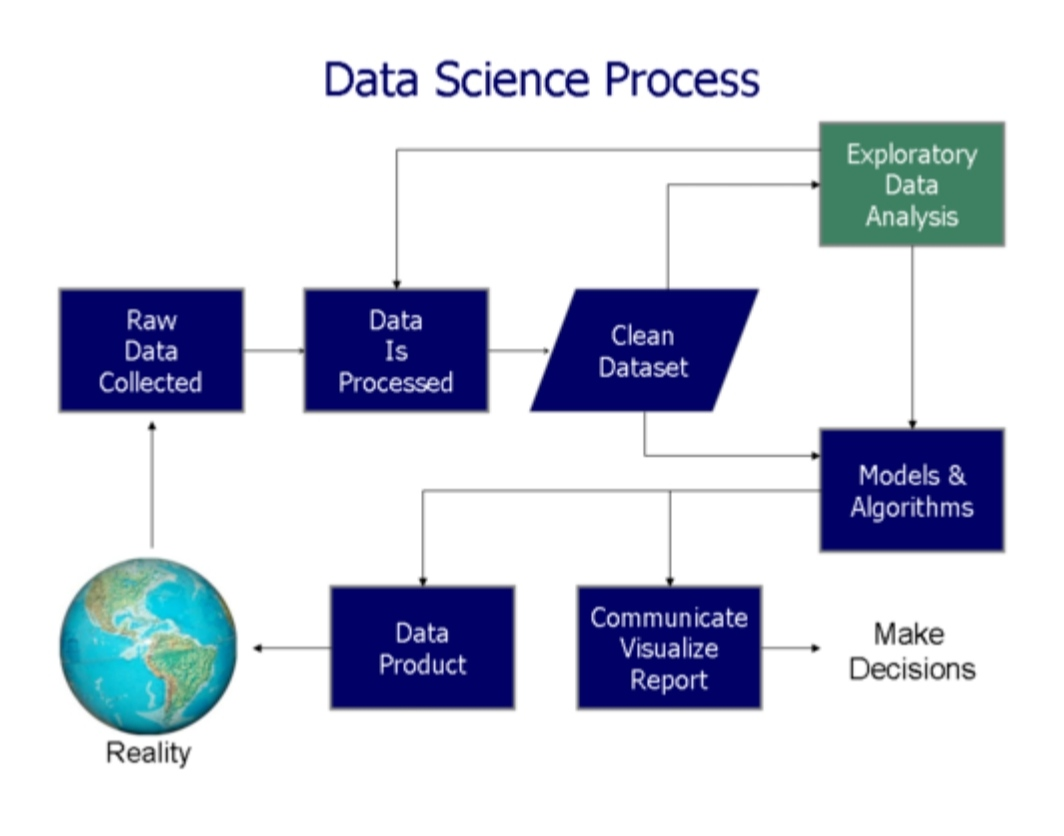 Data Science Process
Exploratory
Data
Analysis
Raw
Data
Collected
Data
Is
Processed
Clean
Dataset
Models &
Algorithms
Data
Product
Communicate
Visualize
Report
Make
Decisions
Reality